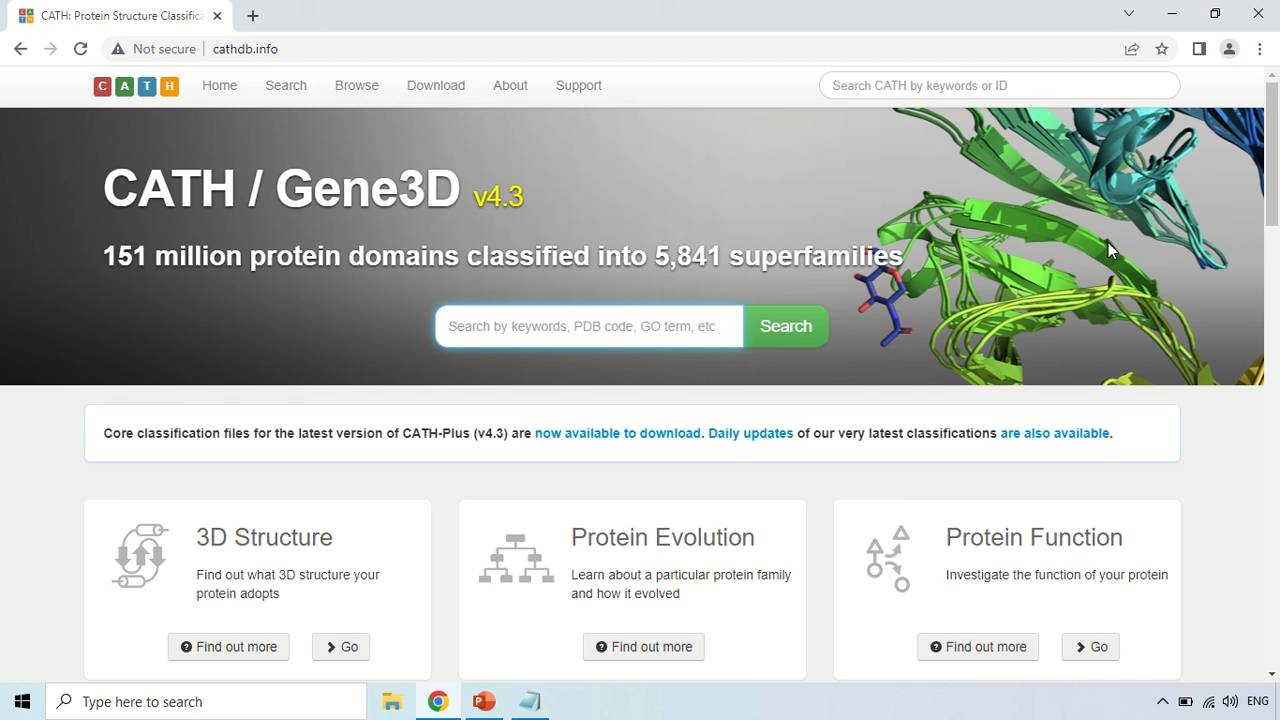 CATH: Protein Structure Classifica
Not secure
cathdb.info
C A T H
Home
Search
Browse
Download
About
Support
Search CATH by keywords or ID
CATH / Gene3D v4.3
151 million protein domains classified into 5,841 superfamilies
Search by keywords, PDB code, GO term, etc
Search
Core classification files for the latest version of CATH-Plus (v4.3) are now available to download. Daily updates of our very latest classifications are also available.
3D Structure
Find out what 3D structure your
protein adopts
Find out more
Go
Protein Evolution
Learn about a particular protein family
and how it evolved
Find out more
Protein Function
Investigate the function of your protein
Find out more
Go
Type here to search
ENG